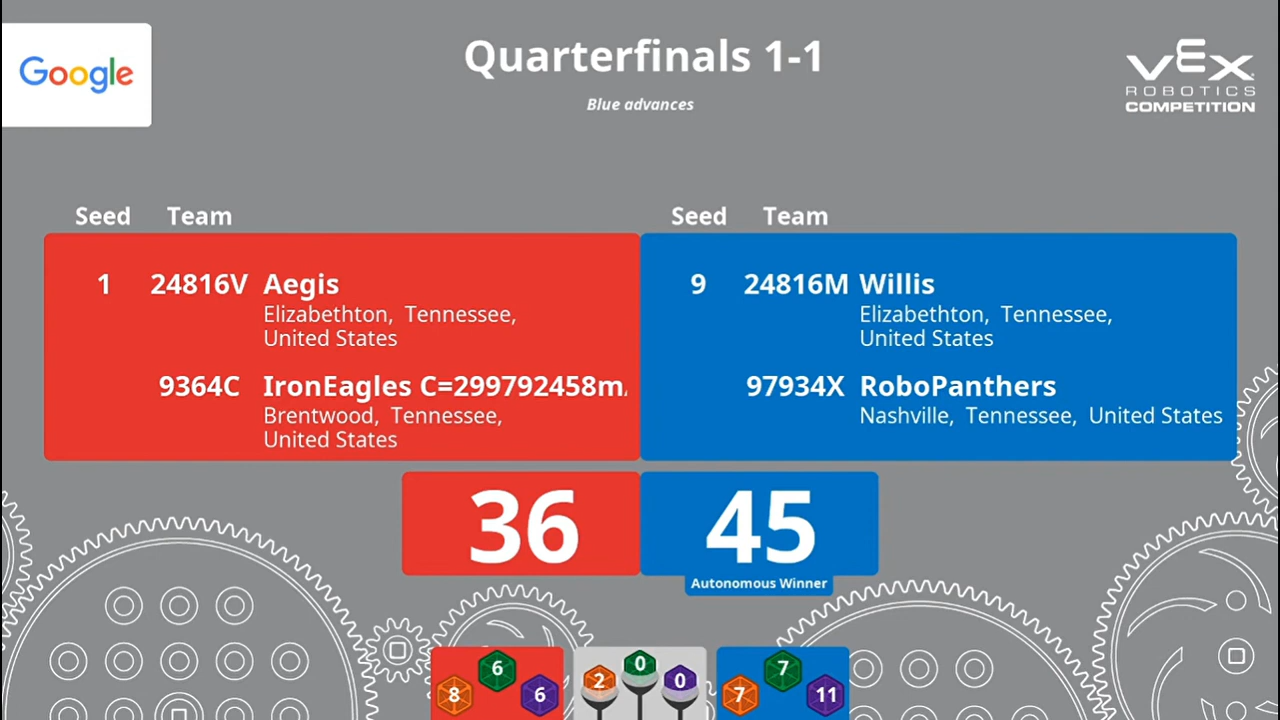 Google
Quarterfinals 1-1
Blue advances
VEX
ROBOTICS
COMPETITION
Seed Team
1 24816V Aegis
Elizabethton, Tennessee,
United States
9364C IronEagles C=299792458m
Brentwood, Tennessee,
United States
Seed Team
9 24816M Willis
Elizabethton, Tennessee,
United States
97934X RoboPanthers
Nashville, Tennessee, United States
36
45
Autonomous Winner
8 6 6
2 0 0
7 7 11